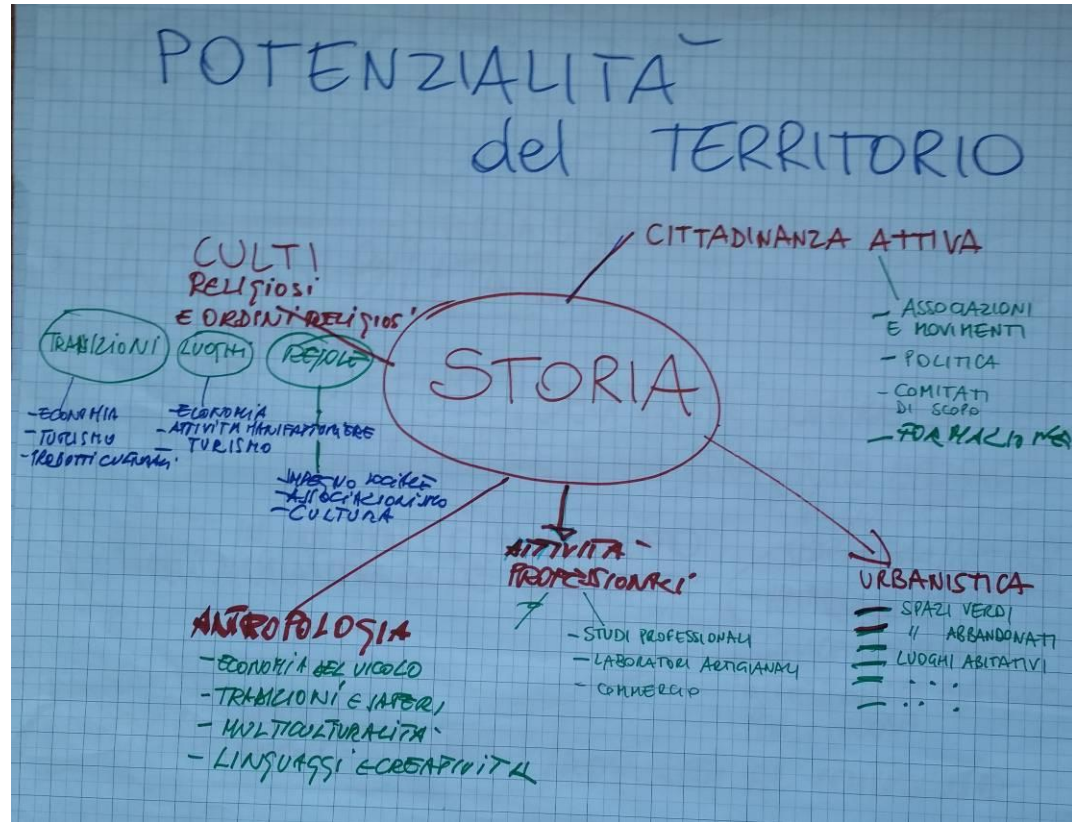 POTENZIALITÀ
del TERRITORIO
CULTI
RELIGIOSI
E ORDINI RELIGIOSI
TRADIZIONI
- ECONOMIA
- TURISMO
- PRODOTTI CULTURALI
LUOGHI
- ECONOMIA
- ATTIVITÀ MANIFATTURIERE
- TURISMO
REGOLE
- IMPEGNO SOCIALE
- ASSOCIAZIONISMO
- CULTURA
STORIA
CITTADINANZA ATTIVA
- ASSOCIAZIONI
E MOVIMENTI
- POLITICA
- COMITATI
DI SCOPO
- FORMAZIONE
ANTROPOLOGIA
- ECONOMIA DEL VICOLO
- TRADIZIONI E SAPERI
- MULTICULTURALITÀ
- LINGUAGGI E CREATIVITÀ
ATTIVITÀ
PROFESSIONALI
- STUDI PROFESSIONALI
- LABORATORI ARTIGIANALI
- COMMERCIO
URBANISTICA
- SPAZI VERDI
- " ABBANDONATI
- LUOGHI ABITATIVI
- . . .
- . . .